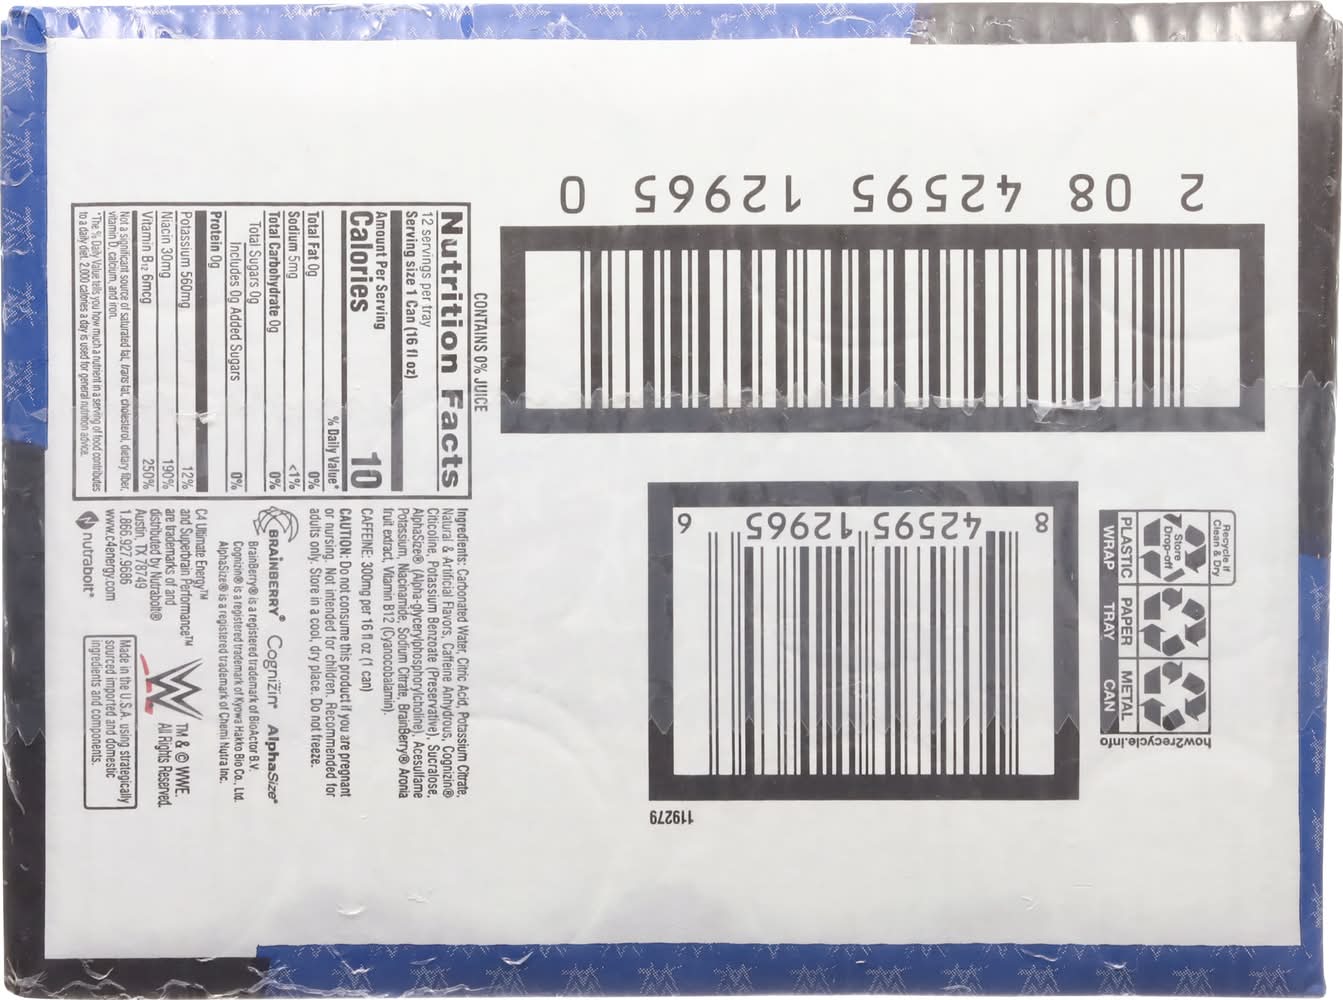 2 08 42595 12965 0
8 42595 12965 6
119279
Recycle if
Clean & Dry
Store
Drop-off
PLASTIC
WRAP
PAPER
TRAY
METAL
CAN
how2recycle.info
CONTAINS 0% JUICE
Nutrition Facts
12 servings per tray
Serving size 1 Can (16 fl oz)
Amount Per Serving
Calories 10
% Daily Value*
Total Fat 0g 0%
Sodium 5mg <1%
Total Carbohydrate 0g 0%
Total Sugars 0g
Includes 0g Added Sugars 0%
Protein 0g
Potassium 560mg 12%
Niacin 30mg 190%
Vitamin B12 6mcg 250%
Not a significant source of saturated fat, trans fat, cholesterol, dietary fiber,
vitamin D, calcium, and iron.
*The % Daily Value tells you how much a nutrient in a serving of food contributes
to a daily diet. 2,000 calories a day is used for general nutrition advice.
Ingredients: Carbonated Water, Citric Acid, Potassium Citrate,
Natural & Artificial Flavors, Caffeine Anhydrous, Cognizin®
Citicoline, Potassium Benzoate (Preservative), Sucralose,
AlphaSize® (Alpha-glycerylphosphorylcholine), Acesulfame
Potassium, Niacinamide, Sodium Citrate, BrainBerry® Aronia
fruit extract, Vitamin B12 (Cyanocobalamin).
CAFFEINE: 300mg per 16 fl oz (1 can)
CAUTION: Do not consume this product if you are pregnant
or nursing. Not intended for children. Recommended for
adults only. Store in a cool, dry place. Do not freeze.
BRAINBERRY® Cognizin® AlphaSize®
BrainBerry® is a registered trademark of BioActor B.V.
Cognizin® is a registered trademark of Kyowa Hakko Bio Co., Ltd.
AlphaSize® is a registered trademark of Chemi Nutra Inc.
C4 Ultimate Energy™
and Superbrain Performance™
are trademarks of and
distributed by Nutrabolt®
Austin, TX 78749
1.866.927.9686
www.c4energy.com
nutrabolt®
W
TM & © WWE.
All Rights Reserved.
Made in the U.S.A. using strategically
sourced imported and domestic
ingredients and components.